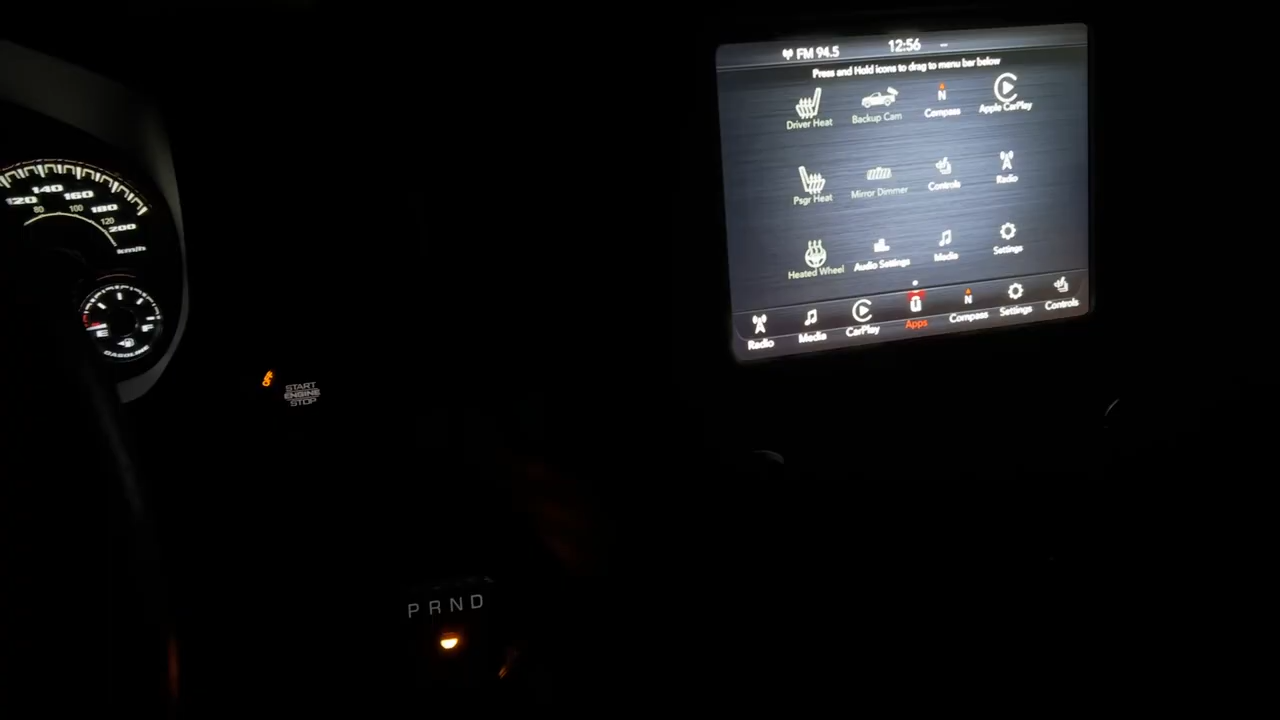 FM 94.5 12:56
Press and Hold icons to drag to menu bar below
Driver Heat Backup Cam N Compass Apple CarPlay
Psgr Heat Mirror Dimmer Controls Radio
Heated Wheel Audio Settings Media Settings
Radio Media CarPlay U Apps N Compass Settings Controls
120 140 160 180 200
80 100 120
km/h
E F
GASOLINE
START
ENGINE
STOP
P R N D